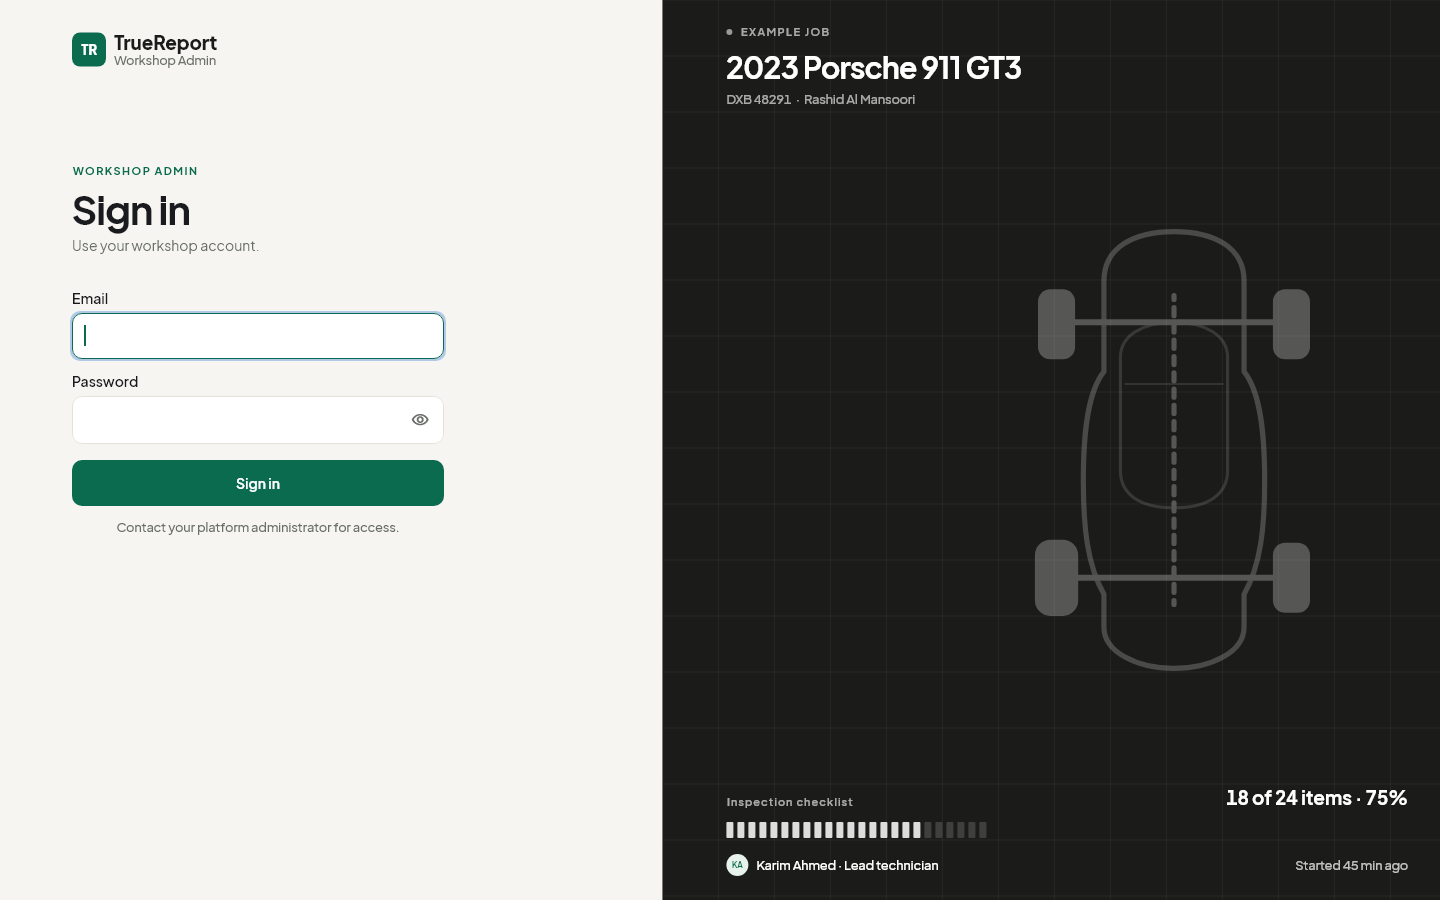 TR
TrueReport
Workshop Admin
WORKSHOP ADMIN
Sign in
Use your workshop account.
Email
Password
Sign in
Contact your platform administrator for access.
EXAMPLE JOB
2023 Porsche 911 GT3
DXB 48291 · Rashid Al Mansoori
Inspection checklist
18 of 24 items · 75%
KA
Karim Ahmed · Lead technician
Started 45 min ago